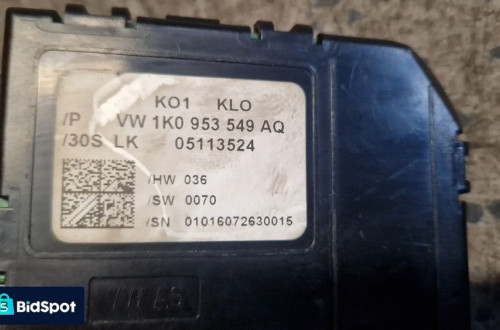 KO1 KLO
/P VW 1K0 953 549 AQ
/30S LK 05113524
/HW 036
/SW 0070
/SN 01016072630015
BidSpot